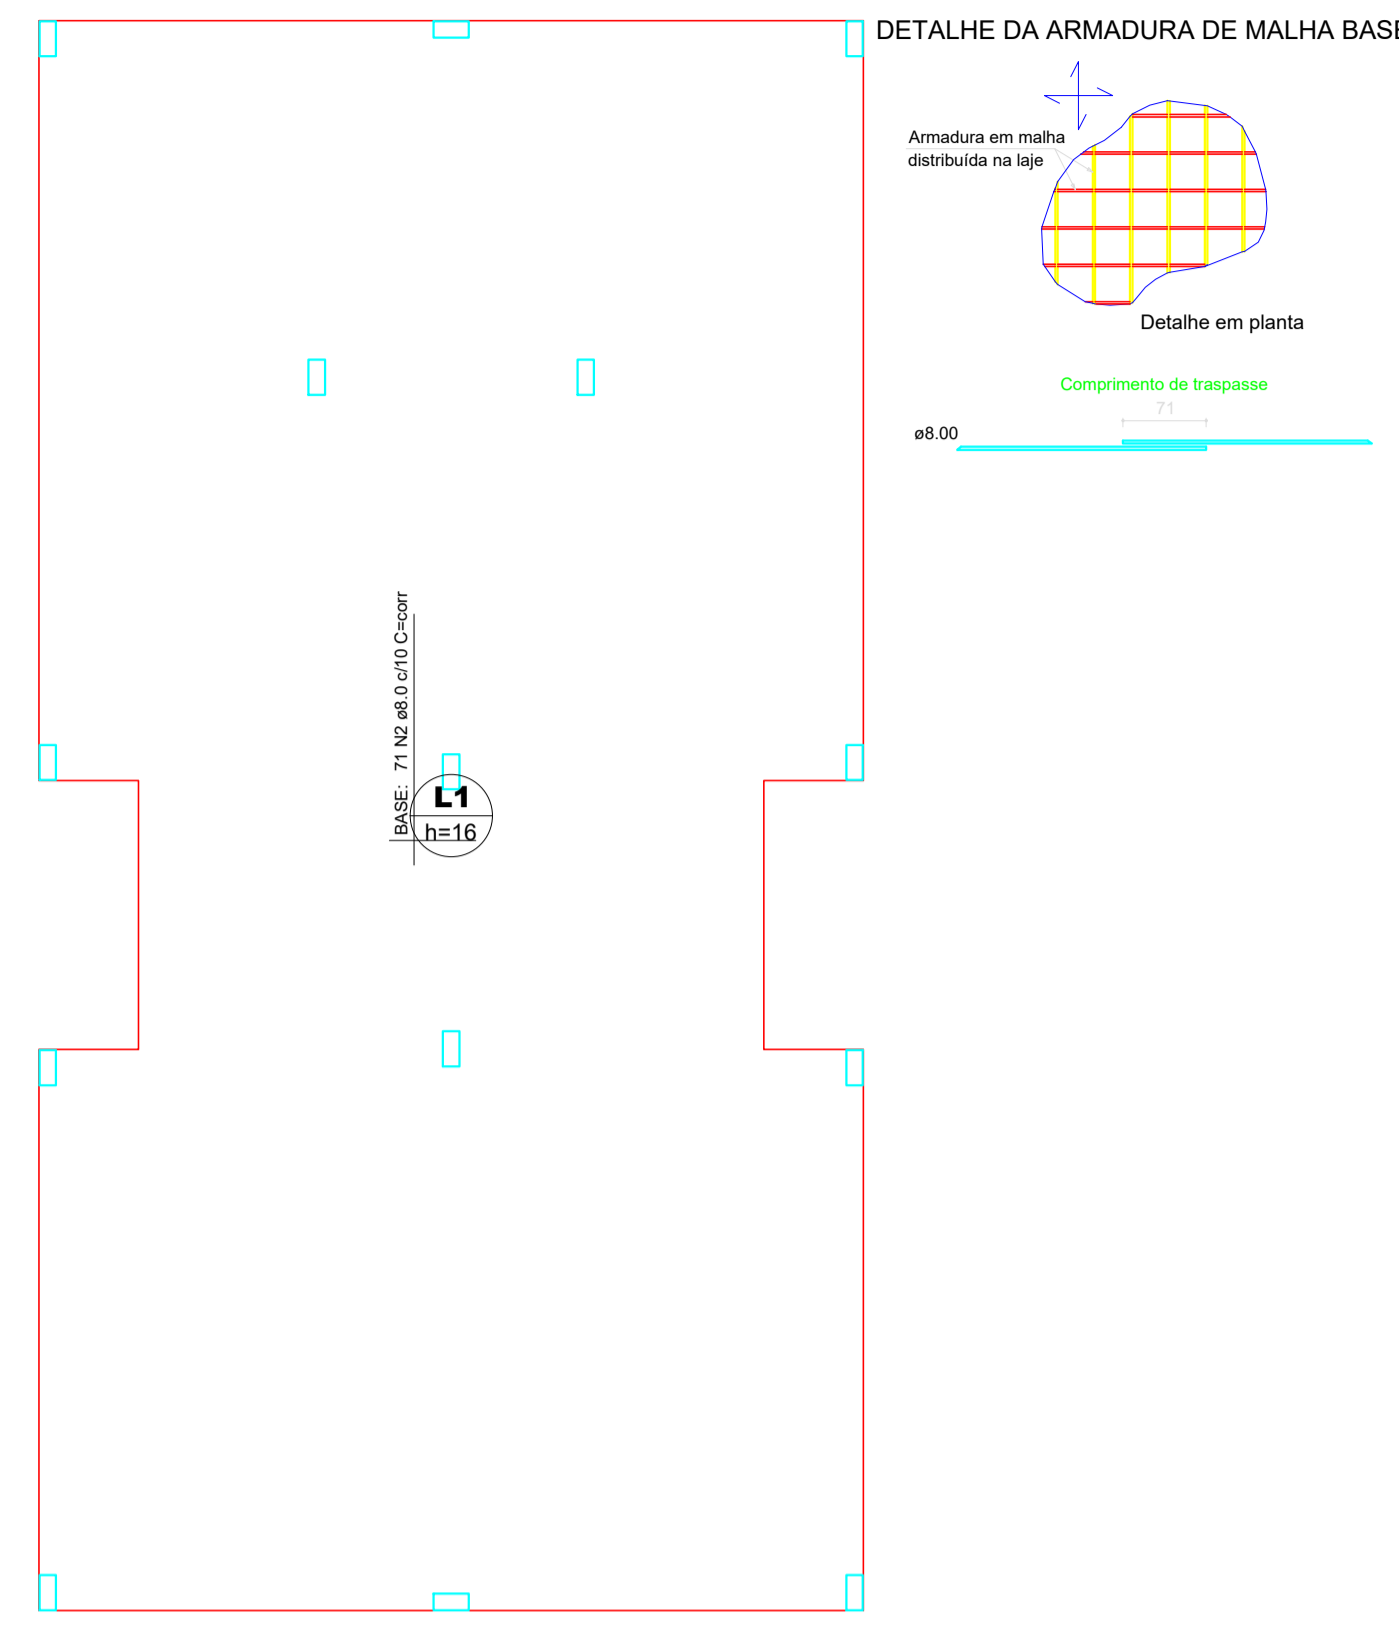 DETALHE DA ARMADURA DE MALHA BASE
Armadura em malha
distribuída na laje
Detalhe em planta
Comprimento de traspasse
71
ø8.00
BASE: 71 N2 ø8.0 c/10 C=corr
L1
h=16